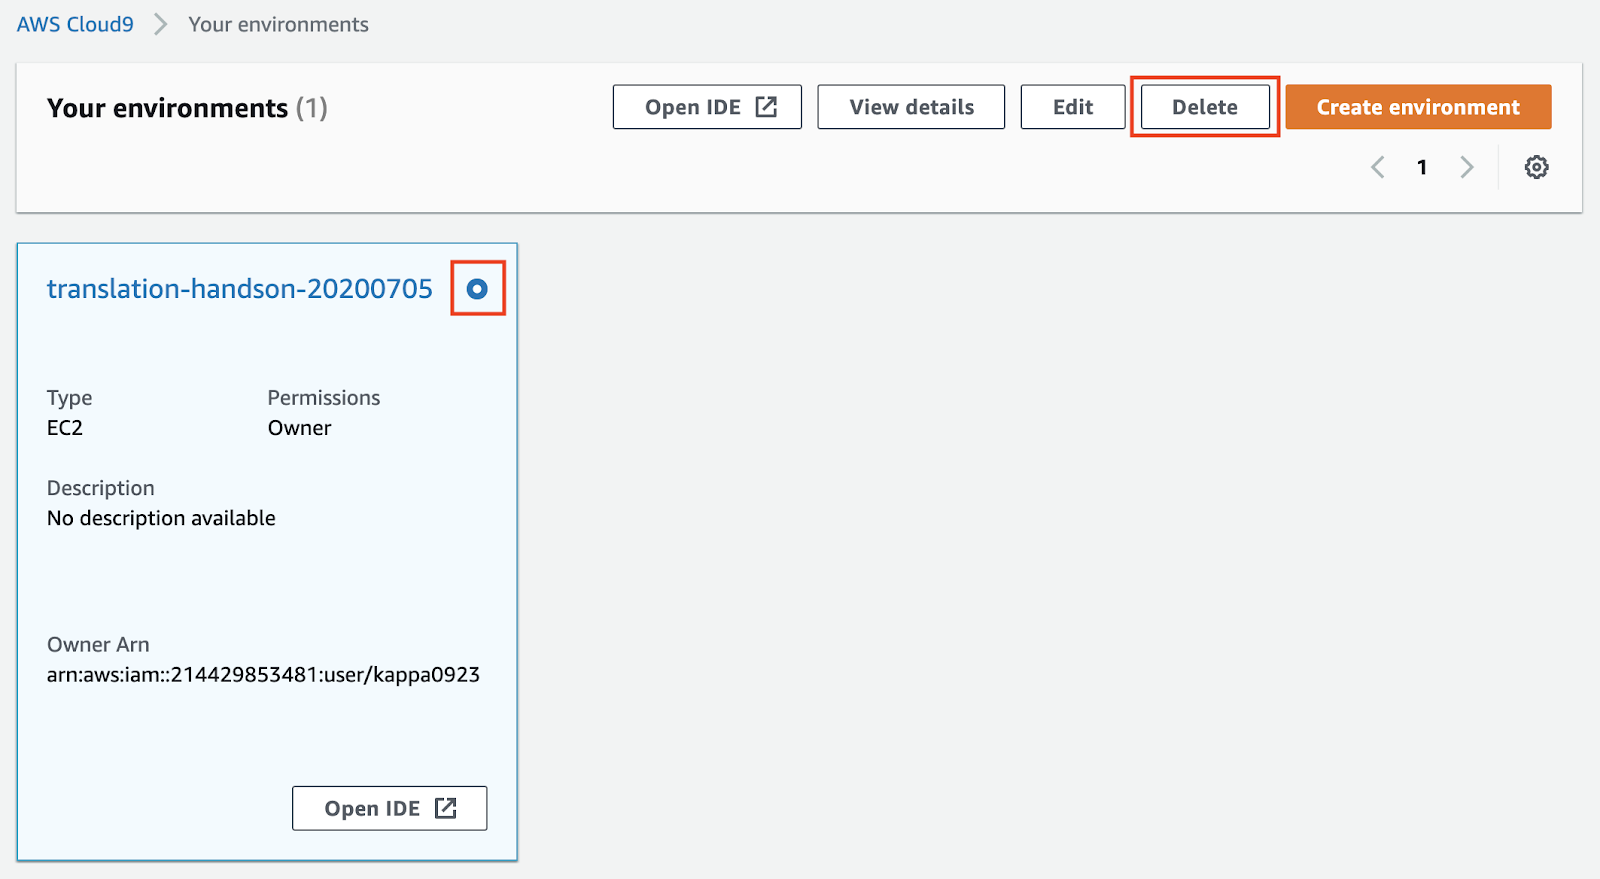 AWS Cloud9 > Your environments
Your environments (1)
Open IDE View details Edit Delete Create environment
1
translation-handson-20200705
Type Permissions
EC2 Owner
Description
No description available
Owner Arn
arn:aws:iam::214429853481:user/kappa0923
Open IDE